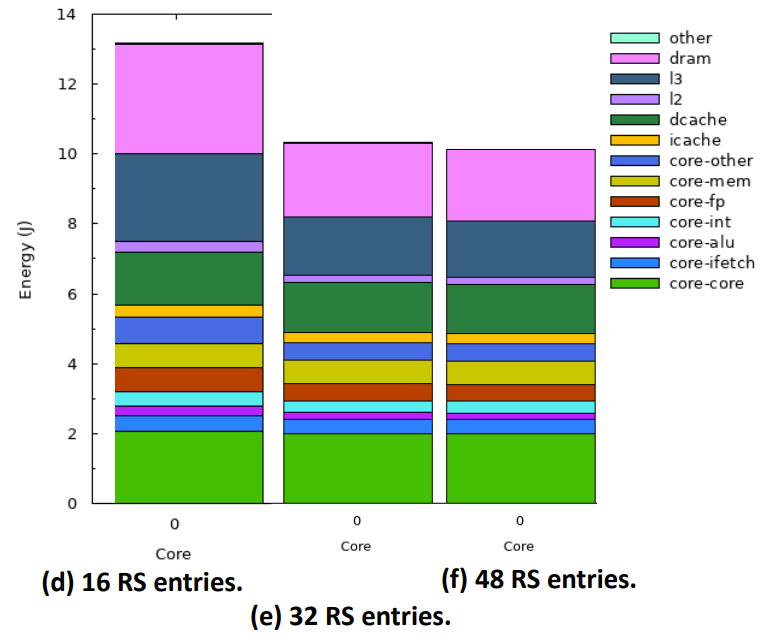 14
12
10
8
6
4
2
0
Energy (J)
0
Core
0
Core
0
Core
other
dram
l3
l2
dcache
icache
core-other
core-mem
core-fp
core-int
core-alu
core-ifetch
core-core
(d) 16 RS entries.
(f) 48 RS entries.
(e) 32 RS entries.